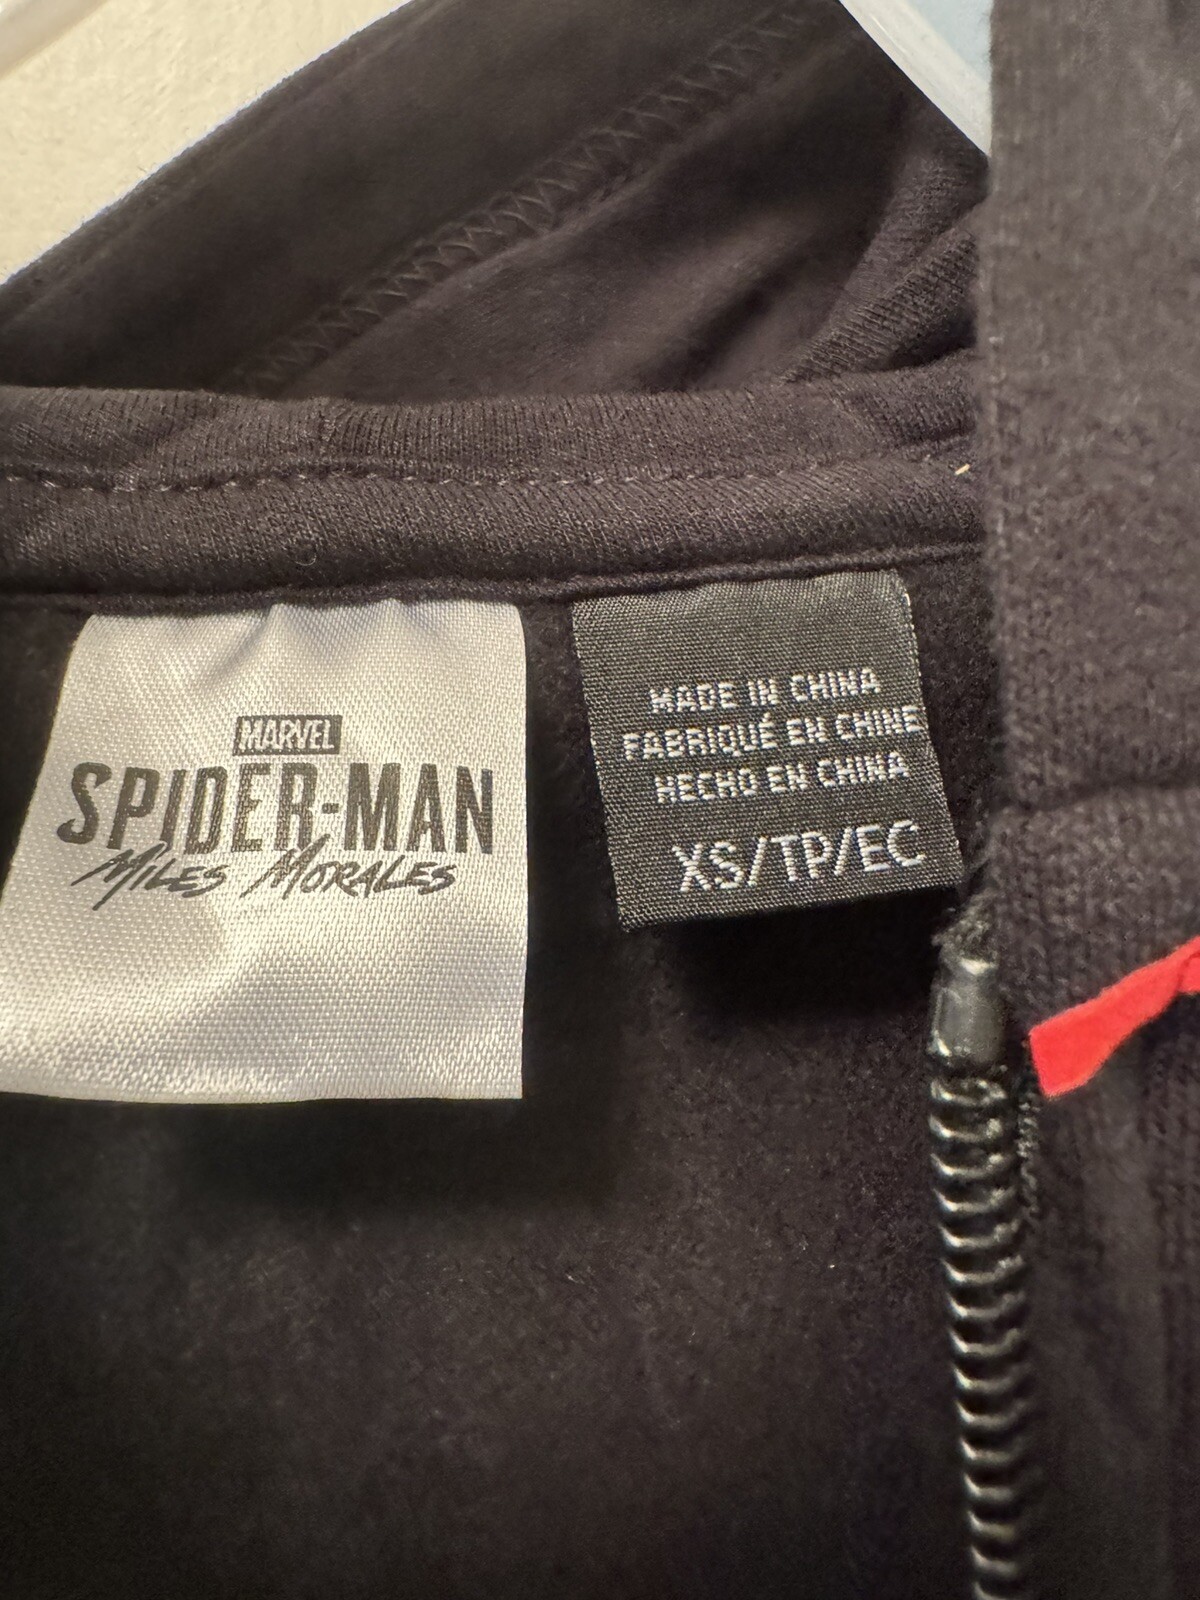 MARVEL
SPIDER-MAN
MILES MORALES
MADE IN CHINA
FABRIQUÉ EN CHINE
HECHO EN CHINA
XS/TP/EC